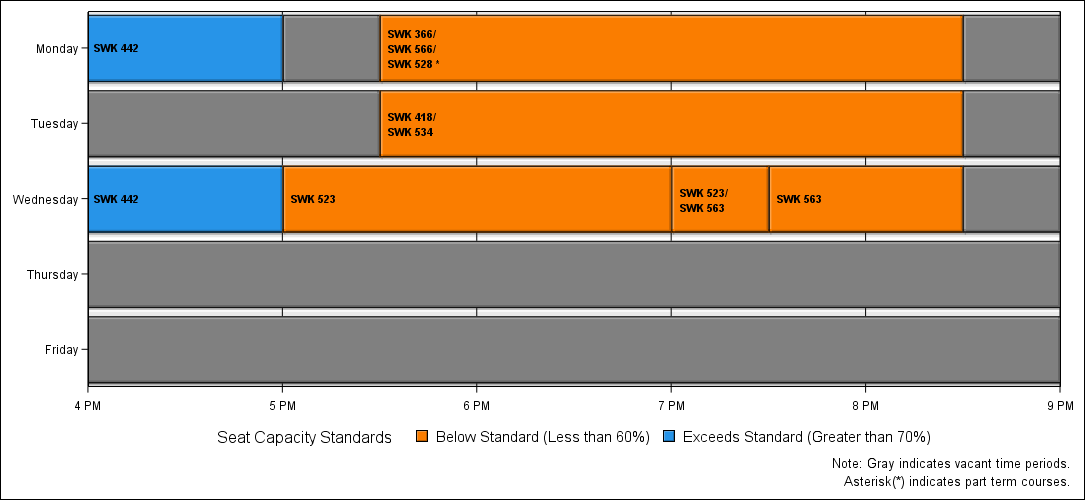 Monday
SWK 442
SWK 366/
SWK 566/
SWK 528 *
Tuesday
SWK 418/
SWK 534
Wednesday
SWK 442
SWK 523
SWK 523/
SWK 563
SWK 563
Thursday
Friday
4 PM 5 PM 6 PM 7 PM 8 PM 9 PM
Seat Capacity Standards Below Standard (Less than 60%) Exceeds Standard (Greater than 70%)
Note: Gray indicates vacant time periods.
Asterisk(*) indicates part term courses.